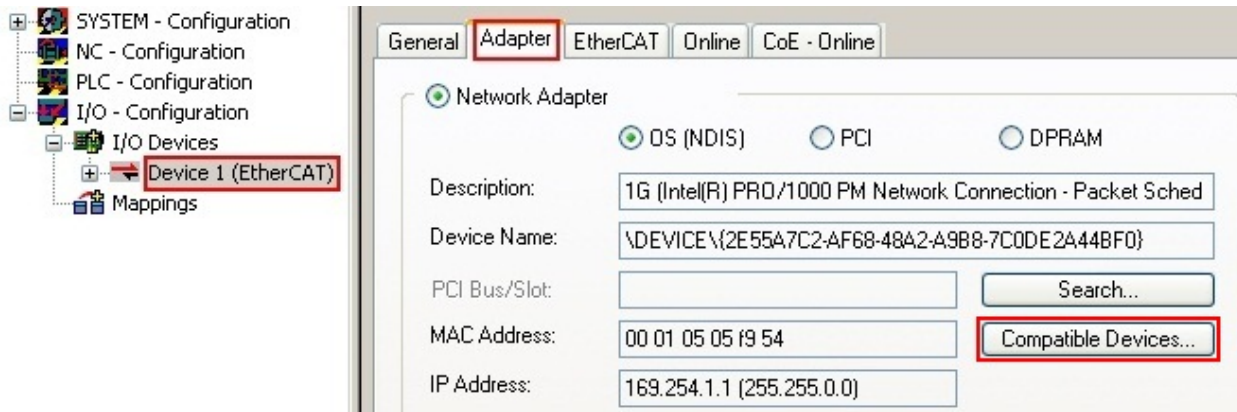 SYSTEM - Configuration
NC - Configuration
PLC - Configuration
I/O - Configuration
I/O Devices
Device 1 (EtherCAT)
Mappings
General Adapter EtherCAT Online CoE - Online
Network Adapter
OS (NDIS) PCI DPRAM
Description: 1G (Intel(R) PRO/1000 PM Network Connection - Packet Sched
Device Name: \DEVICE\{2E55A7C2-AF68-48A2-A9B8-7C0DE2A44BF0}
PCI Bus/Slot: Search...
MAC Address: 00 01 05 05 f9 54 Compatible Devices...
IP Address: 169.254.1.1 (255.255.0.0)